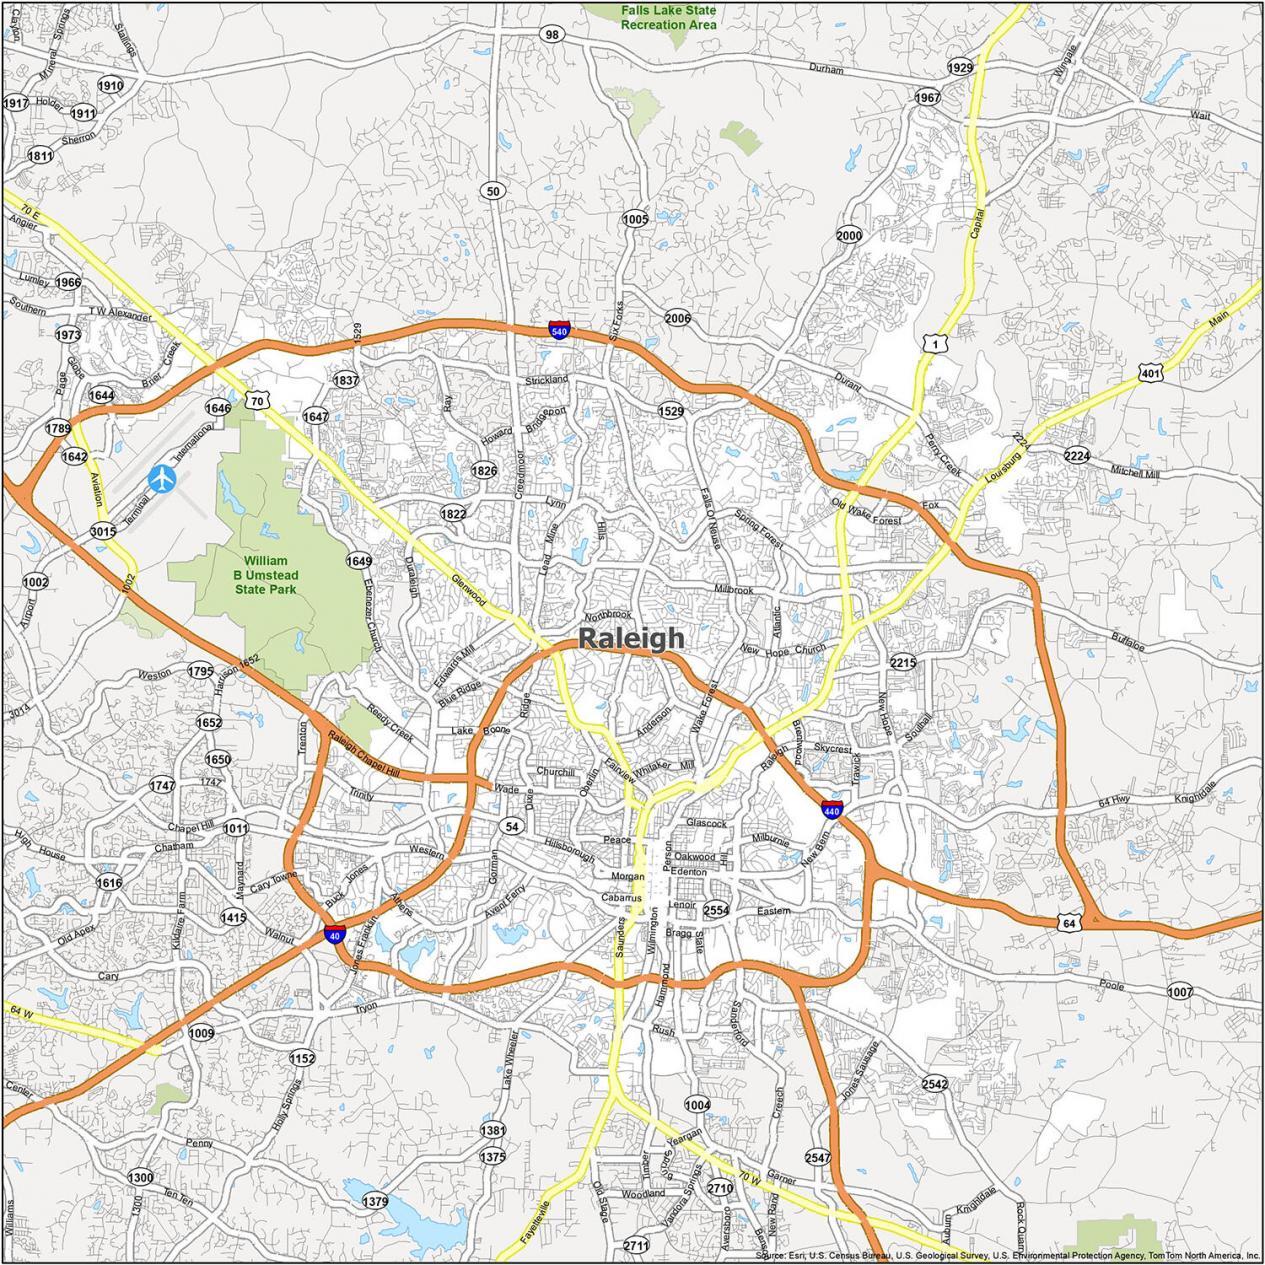 Falls Lake State
Recreation Area
98
Durham
1929
Wingate
Clayton
Mineral Springs
Stallings
1910
1917
Holder
1911
Sherron
1811
1967
Wait
50
1005
2000
Capital
70 E
Angier
Lumley
1966
Southern
T W Alexander
1973
Globe
Page
Brier Creek
1644
1529
540
Six Forks
2006
1
Main
401
1837
Strickland
Durant
1646
70
1647
Ray
Howard
Bridgeport
1529
1789
1642
International
Aviation
Terminal
3015
1826
Creedmoor
Perry Creek
2224
Louisburg
2224
Mitchell Mill
1822
Lynn
Lead Mine
Hills
Falls Of Neuse
Spring Forest
Old Wake Forest
Fox
William
B Umstead
State Park
1649
Ebenezer Church
Duraleigh
Glenwood
1002
Airport
1002
Millbrook
Northbrook
Atlantic
Raleigh
New Hope Church
Buffaloe
2215
Weston
1795
Harrison 1652
3014
Edwards Mill
Blue Ridge
Ridge
Reedy Creek
Lake Boone
Anderson
Wake Forest
New Hope
Southall
1652
Trenton
Raleigh Chapel Hill
1650
1747
1747
Trinity
Churchill
Wade
Dixie
Oberlin
Fairview
Whitaker Mill
Raleigh
Brentwood
Skycrest
Trawick
440
64 Hwy
Knightdale
Chapel Hill
1011
Chatham
High House
54
Peace
Glascock
Hillsborough
Western
Person
Oakwood
Hill
Milburnie
New Bern
1616
Maynard
Cary Towne
Buck Jones
Gorman
Morgan
Edenton
Cabarrus
Lenoir
2554
Eastern
Avent Ferry
Athens
1415
Walnut
Kildaire Farm
Old Apex
40
Jones Franklin
Saunders
Wilmington
Bragg
State
64
Cary
Poole
1007
64 W
Tryon
Hammond
1009
Rush
Sanderford
1152
Holly Springs
Lake Wheeler
Center
Jones Sausage
2542
1004
Creech
1381
1375
Penny
Yeargan
2547
1300
Ten Ten
1300
1379
Timber
Woodland
Vandora Springs
70 W
Garner
2710
Old Stage
Fayetteville
2711
Aversboro
New Rand
Benson
Auburn
Knightdale
Williams
Source: Esri, U.S. Census Bureau, U.S. Geological Survey, U.S. Environmental Protection Agency, TomTom North America, Inc.